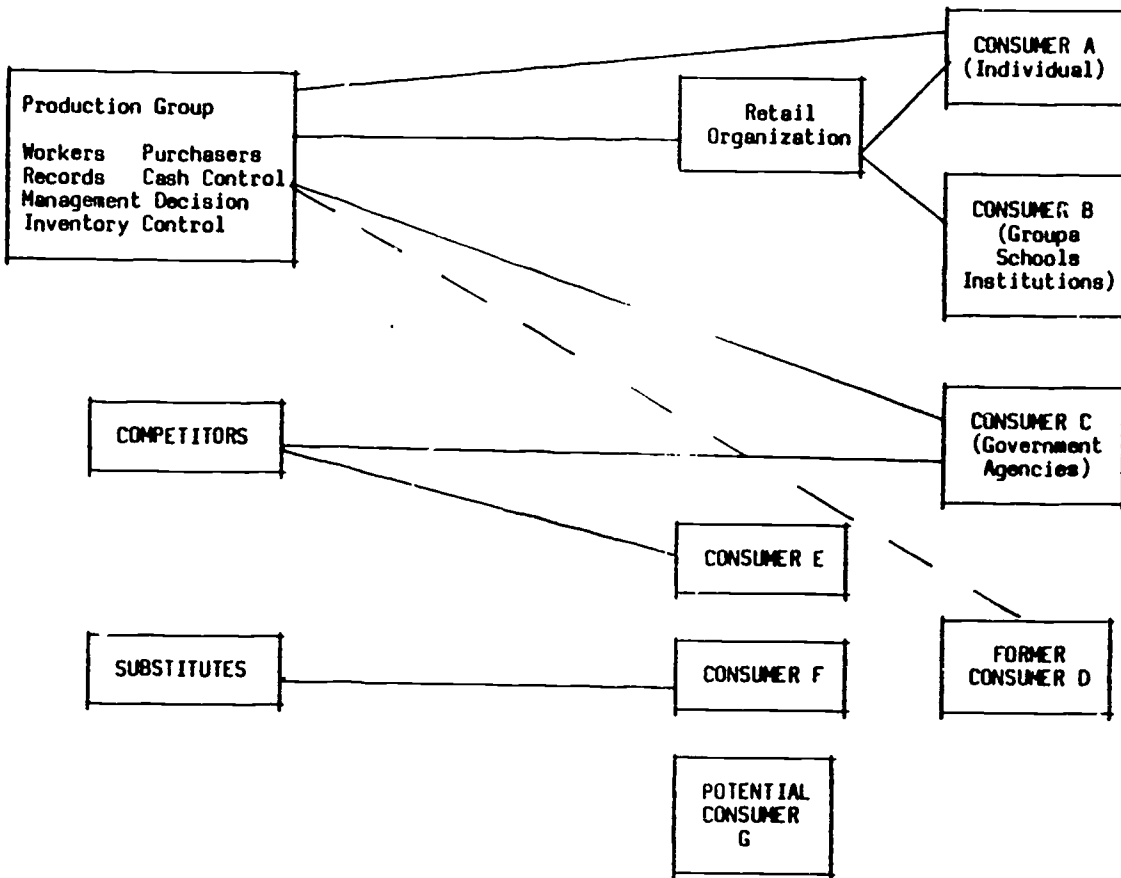 CONSUMER A
(Individual)
Production Group
Workers Purchasers
Records Cash Control
Management Decision
Inventory Control
Retail
Organization
CONSUMER B
(Groups
Schools
Institutions)
COMPETITORS
CONSUMER C
(Government
Agencies)
CONSUMER E
SUBSTITUTES
CONSUMER F
FORMER
CONSUMER D
POTENTIAL
CONSUMER
G